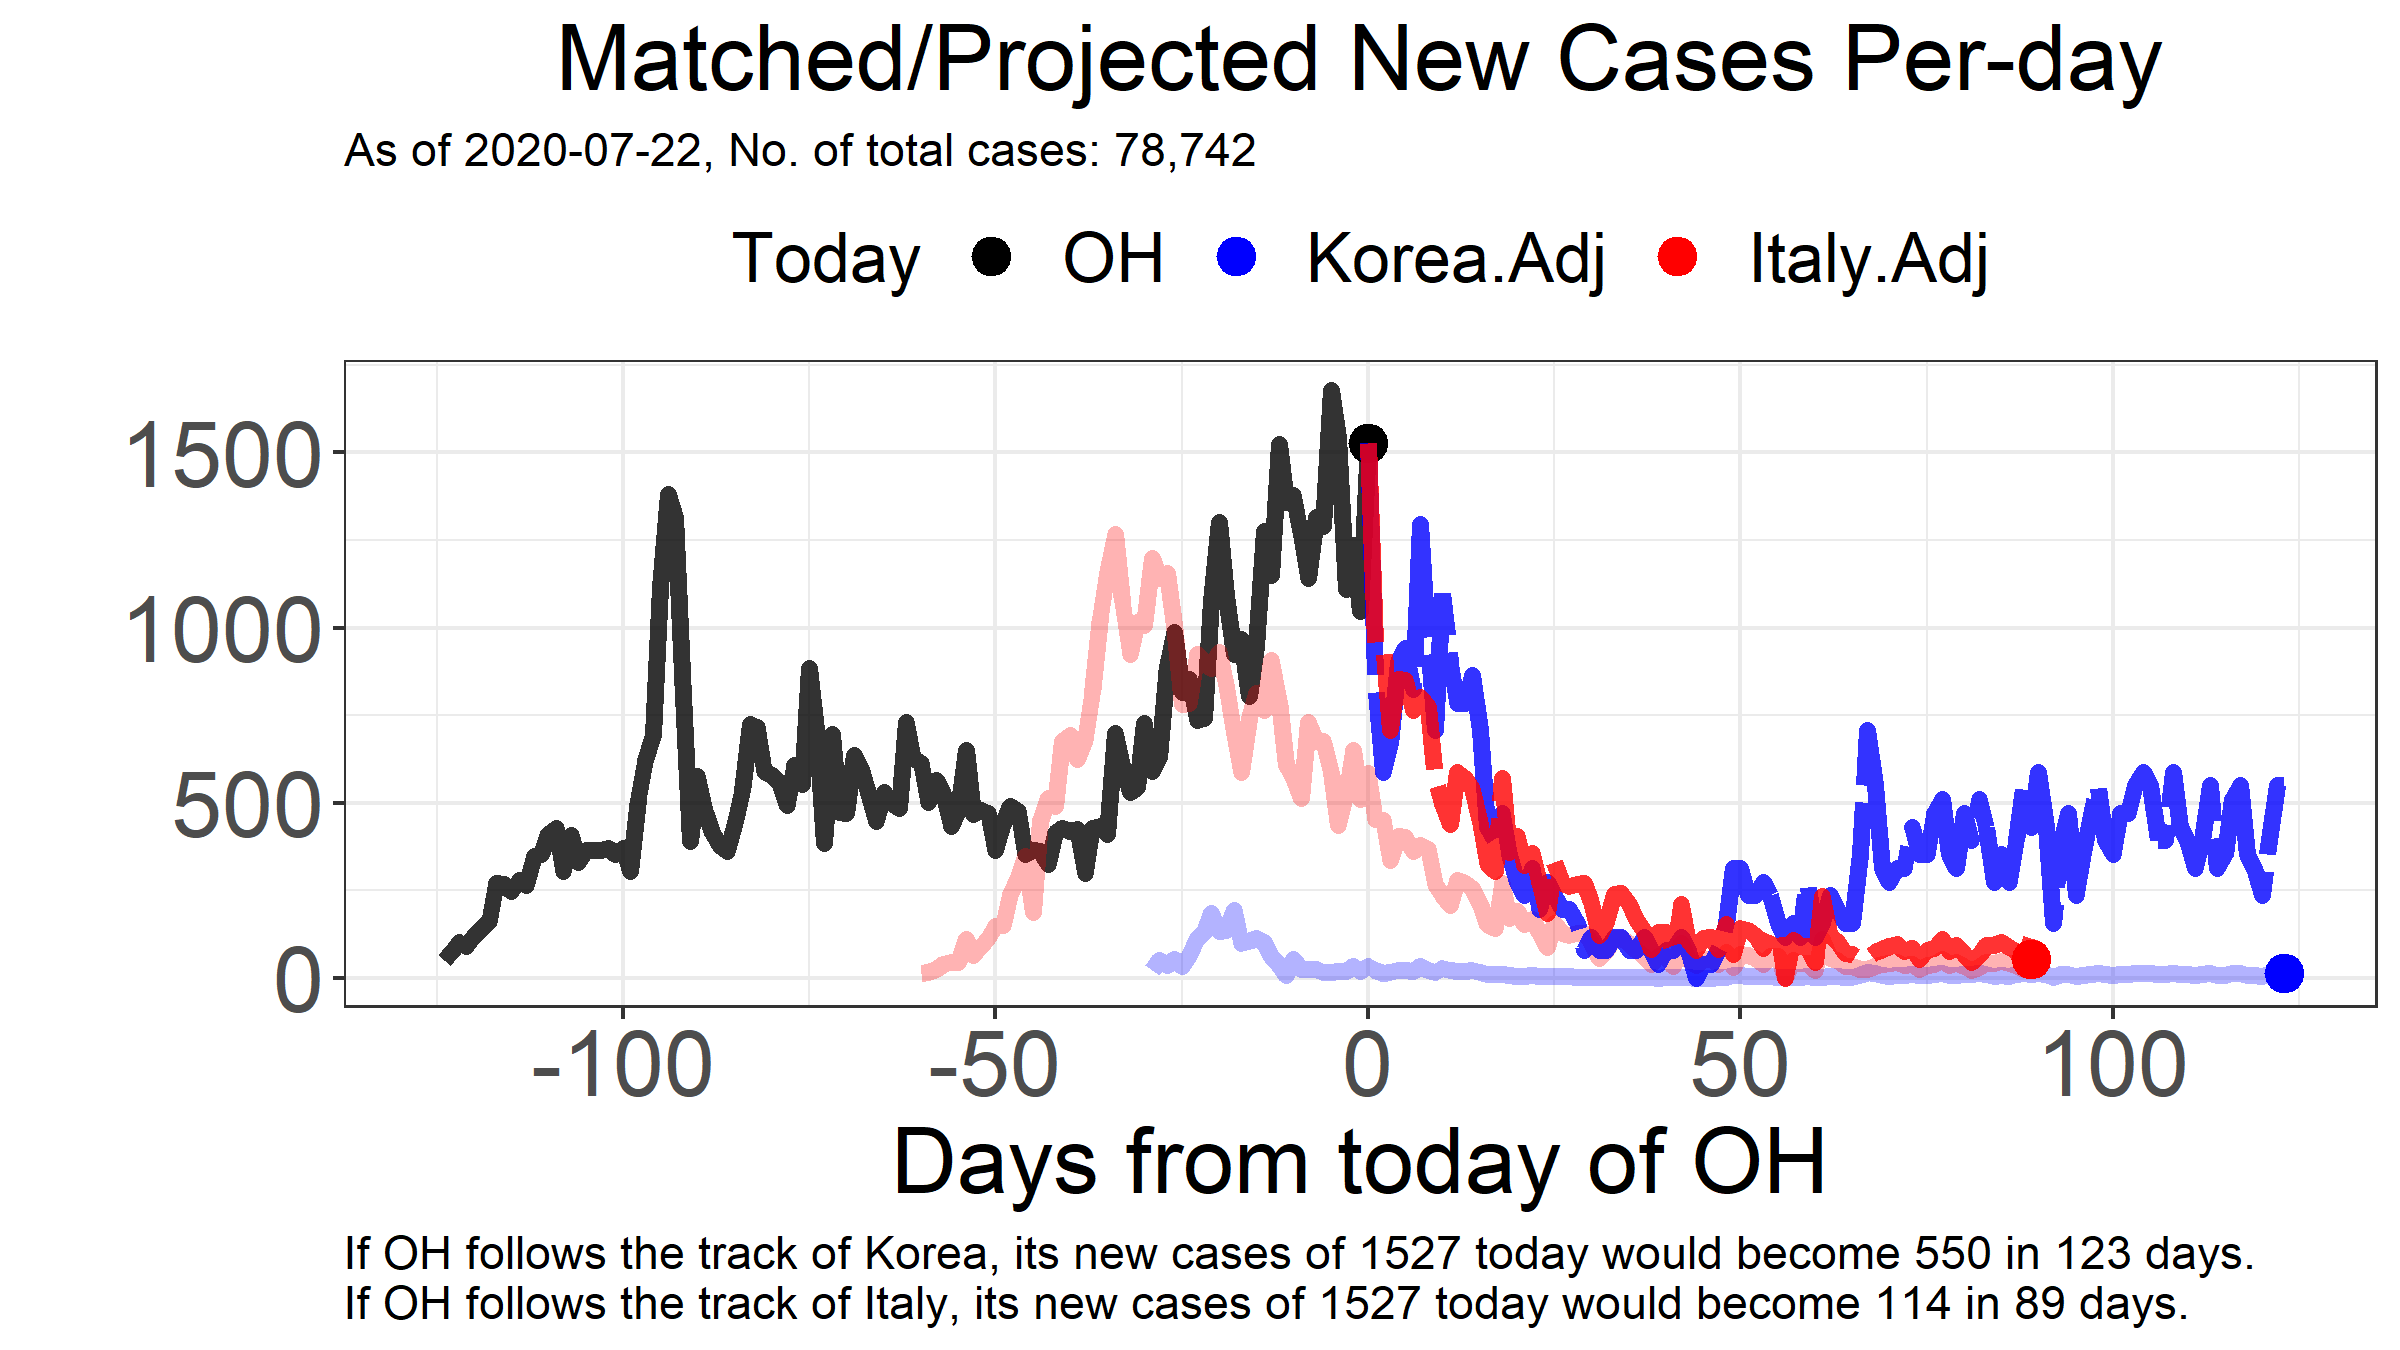 Matched/Projected New Cases Per-day
As of 2020-07-22, No. of total cases: 78,742
Today OH Korea.Adj Italy.Adj
1500
1000
500
0
-100 -50 0 50 100
Days from today of OH
If OH follows the track of Korea, its new cases of 1527 today would become 550 in 123 days.
If OH follows the track of Italy, its new cases of 1527 today would become 114 in 89 days.